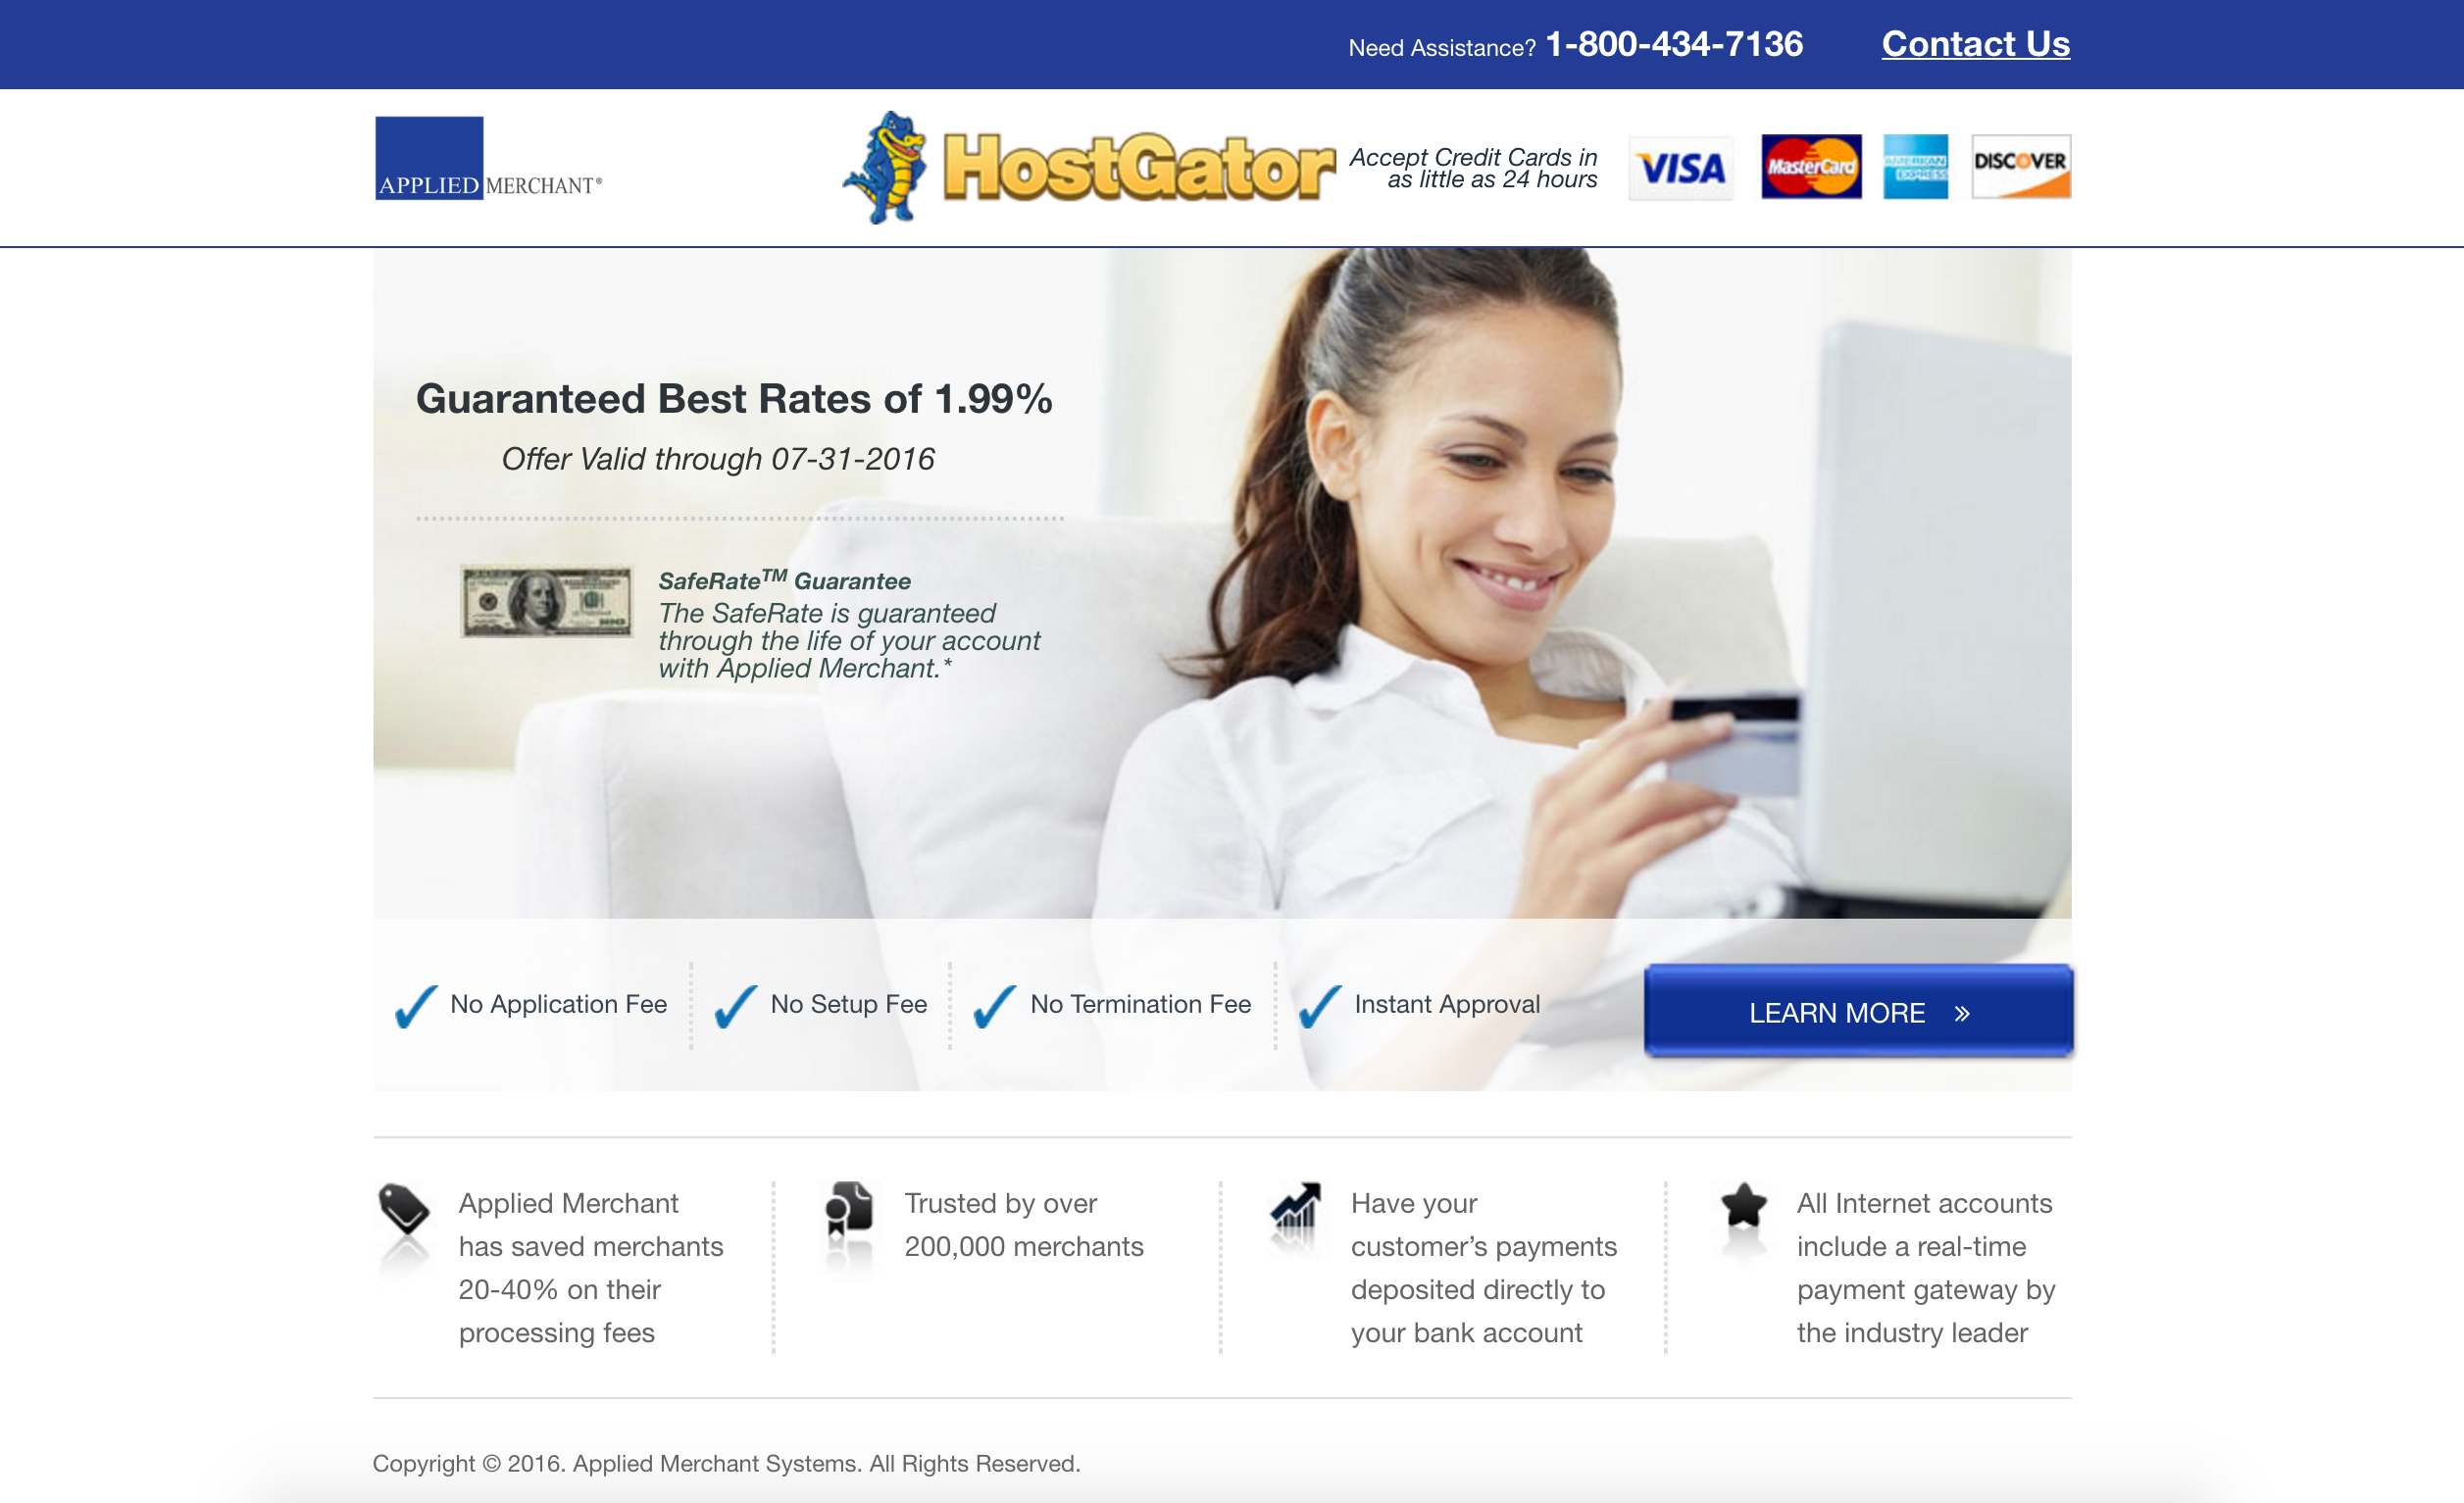 Need Assistance? 1-800-434-7136 Contact Us
APPLIED MERCHANT®
HostGator
Accept Credit Cards in
as little as 24 hours
VISA
MasterCard
AMERICAN
EXPRESS
DISCOVER
Guaranteed Best Rates of 1.99%
Offer Valid through 07-31-2016
SafeRate™ Guarantee
The SafeRate is guaranteed
through the life of your account
with Applied Merchant.*
No Application Fee
No Setup Fee
No Termination Fee
Instant Approval
LEARN MORE »
Applied Merchant
has saved merchants
20-40% on their
processing fees
Trusted by over
200,000 merchants
Have your
customer’s payments
deposited directly to
your bank account
All Internet accounts
include a real-time
payment gateway by
the industry leader
Copyright © 2016. Applied Merchant Systems. All Rights Reserved.